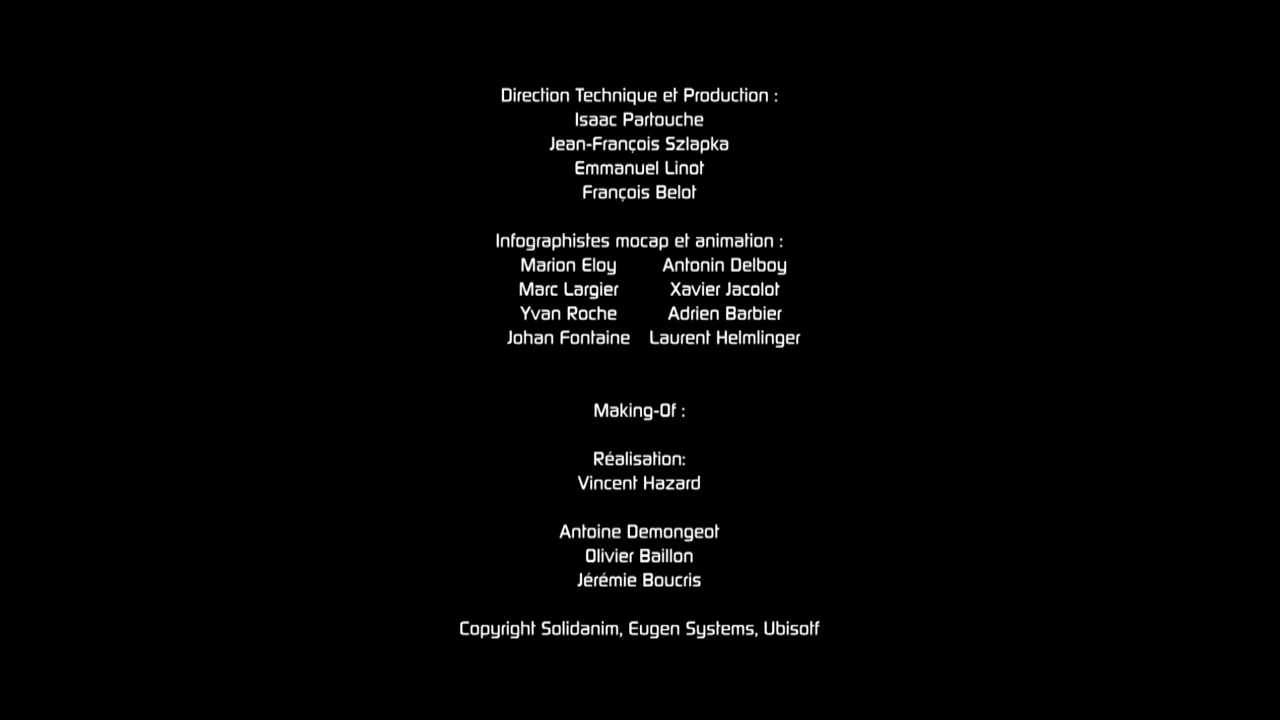 Direction Technique et Production :
Isaac Partouche
Jean-François Szlapka
Emmanuel Linot
François Belot
Infographistes mocap et animation :
Marion Eloy Antonin Delboy
Marc Largier Xavier Jacolot
Yvan Roche Adrien Barbier
Johan Fontaine Laurent Helmlinger
Making-Of :
Réalisation:
Vincent Hazard
Antoine Demongeot
Olivier Baillon
Jérémie Boucris
Copyright Solidanim, Eugen Systems, Ubisotf